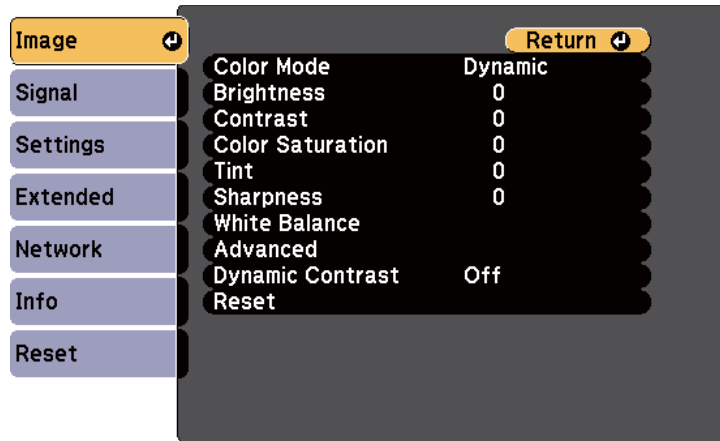 Image
Signal
Settings
Extended
Network
Info
Reset
Return
Color Mode Dynamic
Brightness 0
Contrast 0
Color Saturation 0
Tint 0
Sharpness 0
White Balance
Advanced
Dynamic Contrast Off
Reset